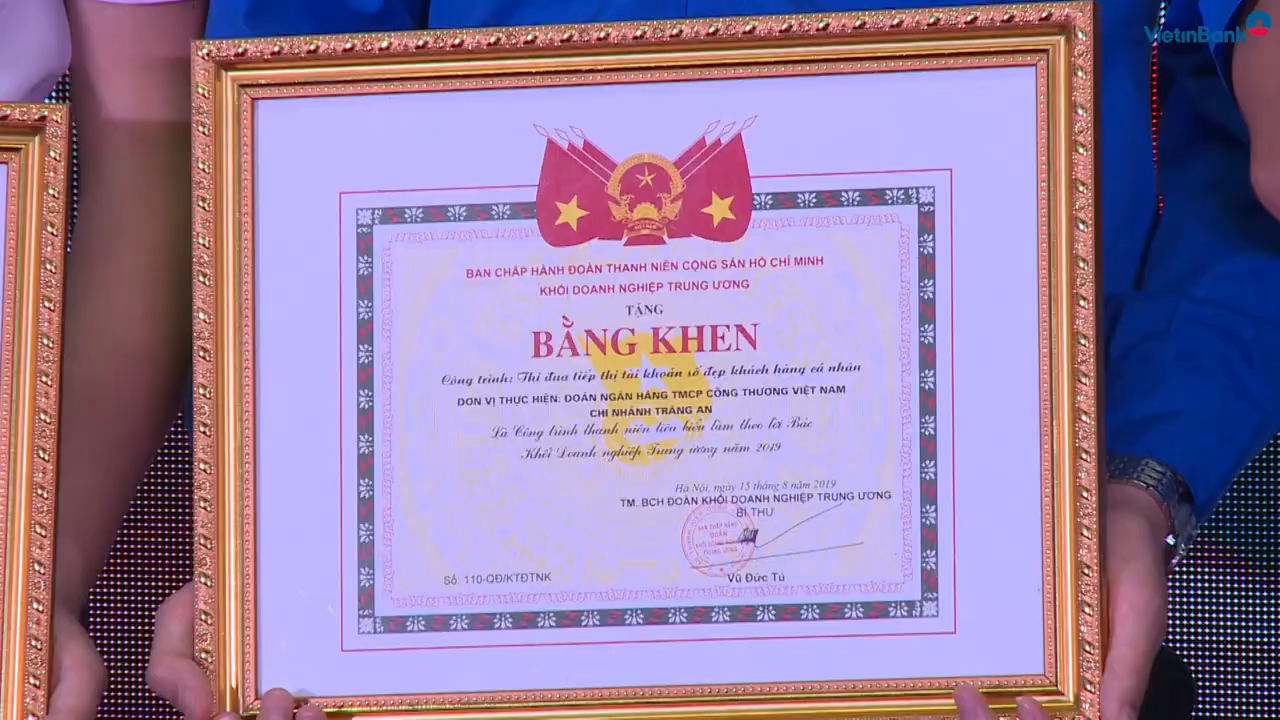 VietinBank
BAN CHẤP HÀNH ĐOÀN THANH NIÊN CỘNG SẢN HỒ CHÍ MINH
KHỐI DOANH NGHIỆP TRUNG ƯƠNG
TẶNG
BẰNG KHEN
Công trình: Thi đua tiếp thị tài khoản số đẹp khách hàng cá nhân
ĐƠN VỊ THỰC HIỆN: ĐOÀN NGÂN HÀNG TMCP CÔNG THƯƠNG VIỆT NAM
CHI NHÁNH TRÀNG AN
Là Công trình thanh niên tiêu biểu làm theo lời Bác
Khối Doanh nghiệp Trung ương năm 2019
Hà Nội, ngày 15 tháng 8 năm 2019
TM. BCH ĐOÀN KHỐI DOANH NGHIỆP TRUNG ƯƠNG
BÍ THƯ
BAN CHẤP HÀNH
ĐOÀN
Số: 110-QĐ/KTĐTNK
Vũ Đức Tú